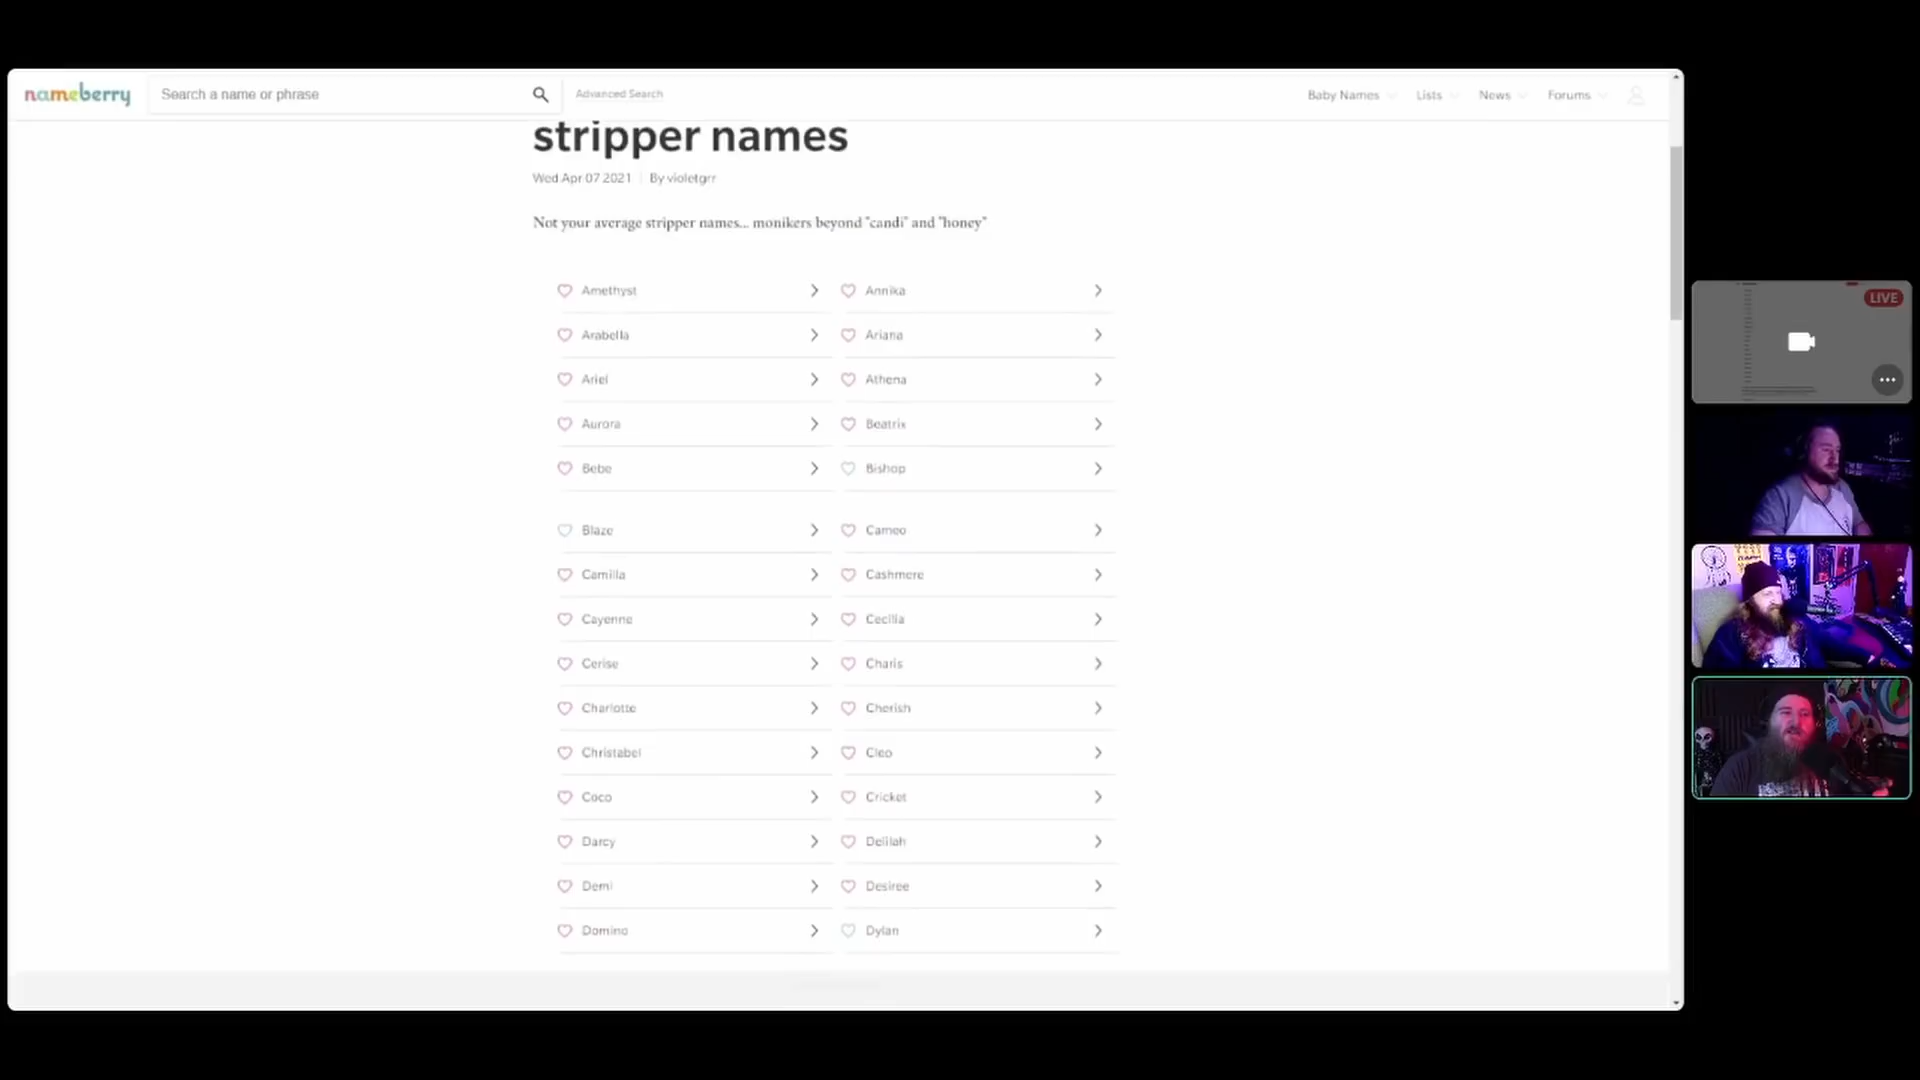 nameberry
Search a name or phrase
Advanced Search
Baby Names
Lists
News
Forums
stripper names
Wed Apr 07 2021
By violetgrr
Not your average stripper names... monikers beyond "candi" and "honey"
Amethyst
Annika
Arabella
Ariana
Ariel
Athena
Aurora
Beatrix
Bebe
Bishop
Blaze
Cameo
Camilla
Cashmere
Cayenne
Cecilia
Cerise
Charis
Charlotte
Cherish
Christabel
Cleo
Coco
Cricket
Darcy
Delilah
Demi
Desiree
Domino
Dylan
LIVE